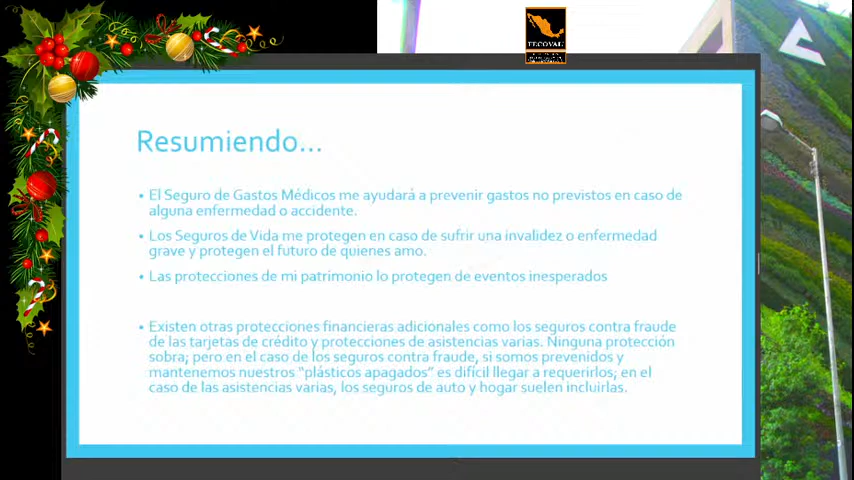 TECOVAL
Resumiendo...
• El Seguro de Gastos Médicos me ayudará a prevenir gastos no previstos en caso de
alguna enfermedad o accidente.
• Los Seguros de Vida me protegen en caso de sufrir una invalidez o enfermedad
grave y protegen el futuro de quienes amo.
• Las protecciones de mi patrimonio lo protegen de eventos inesperados
• Existen otras protecciones financieras adicionales como los seguros contra fraude
de las tarjetas de crédito y protecciones de asistencias varias. Ninguna protección
sobra; pero en el caso de los seguros contra fraude, si somos prevenidos y
mantenemos nuestros “plásticos apagados” es difícil llegar a requerirlos; en el
caso de las asistencias varias, los seguros de auto y hogar suelen incluirlas.